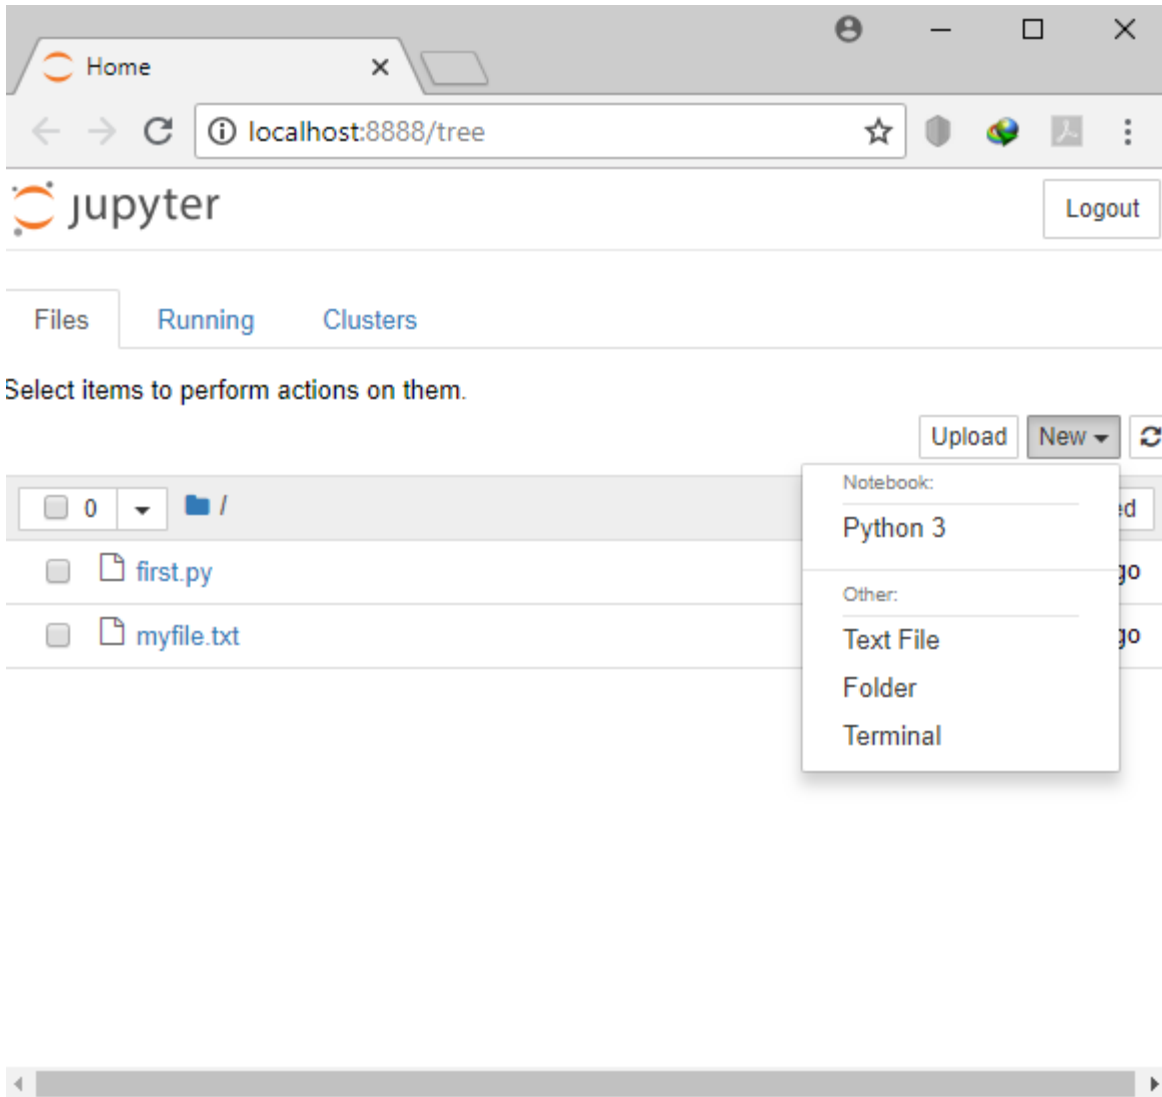 Home
localhost:8888/tree
jupyter
Logout
Files Running Clusters
Select items to perform actions on them.
Upload New
0 /
Notebook:
Python 3
first.py
Other:
myfile.txt
Text File
Folder
Terminal